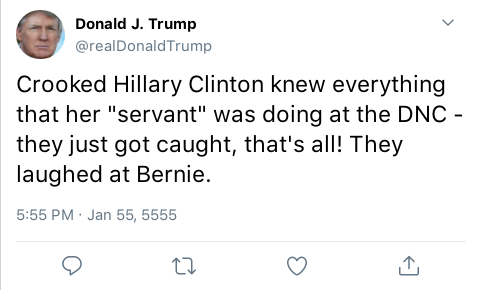 Donald J. Trump
@realDonaldTrump
Crooked Hillary Clinton knew everything
that her "servant" was doing at the DNC -
they just got caught, that's all! They
laughed at Bernie.
5:55 PM · Jan 55, 5555